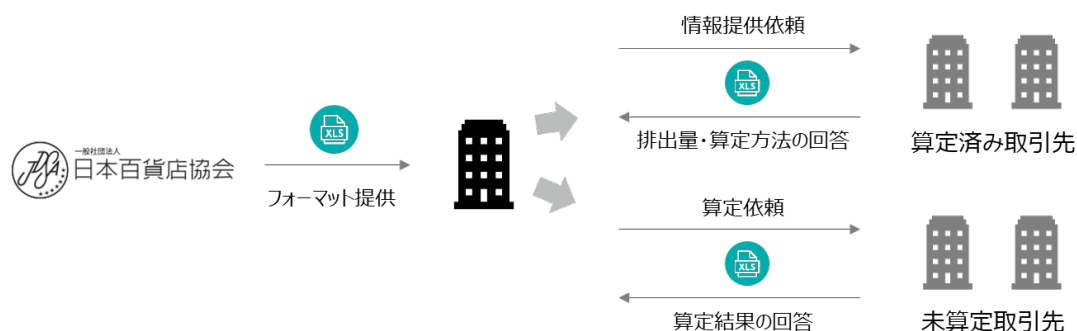 情報提供依頼
XLS
排出量・算定方法の回答
算定済み取引先
XLS
一般社団法人
日本百貨店協会
フォーマット提供
算定依頼
XLS
算定結果の回答
未算定取引先